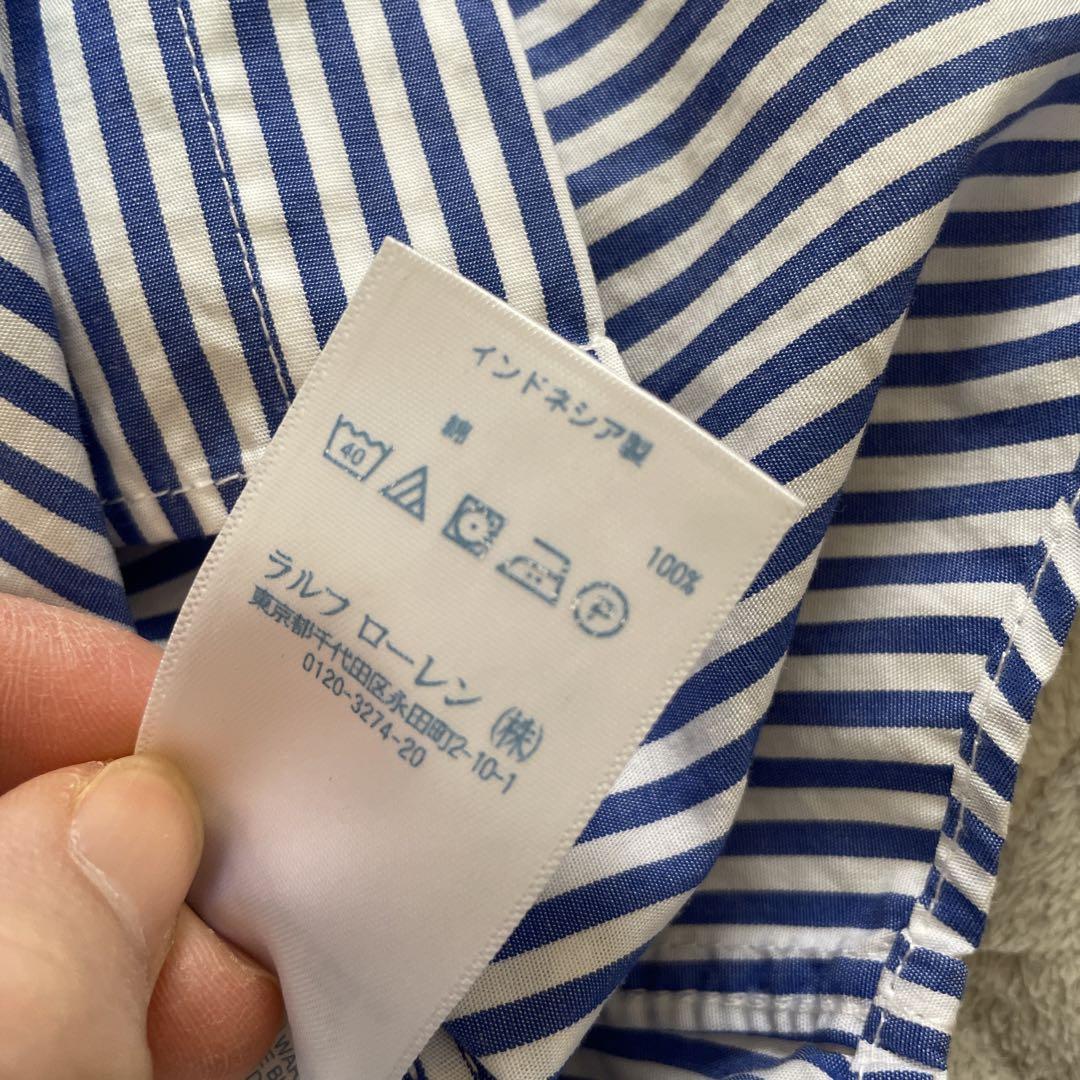 インドネシア製
綿 100%
40
P
ラルフ ローレン (株)
東京都千代田区永田町2-10-1
0120-3274-20